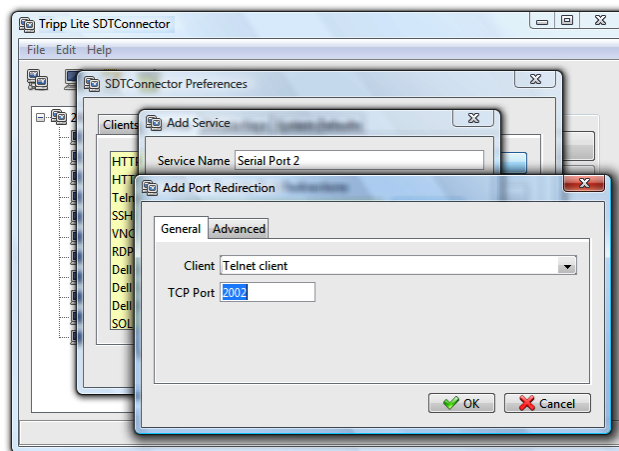 Tripp Lite SDTConnector
File Edit Help
SDTConnector Preferences
Clients
Add Service
2
Service Name Serial Port 2
HTTP
HTT
Teln
SSH
VNC
RDP
Dell
Dell
Dell
SOL
Add Port Redirection
General Advanced
Client Telnet client
TCP Port 2002
OK Cancel